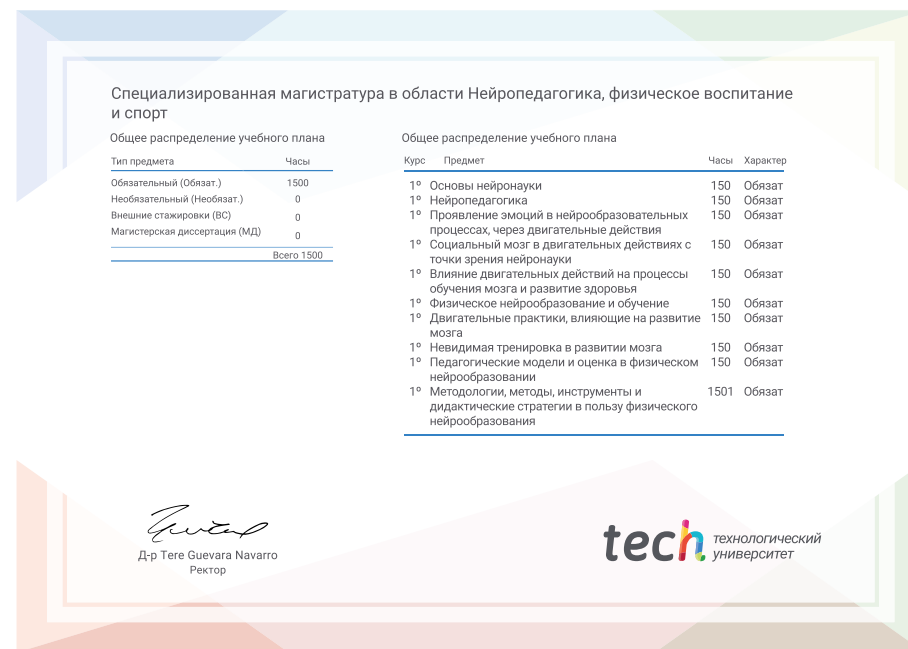 Специализированная магистратура в области Нейропедагогика, физическое воспитание
и спорт
Общее распределение учебного плана
Тип предмета Часы
Обязательный (Обязат.) 1500
Необязательный (Необязат.) 0
Внешние стажировки (ВС) 0
Магистерская диссертация (МД) 0
Всего 1500
Общее распределение учебного плана
Курс Предмет Часы Характер
1º Основы нейронауки 150 Обязат
1º Нейропедагогика 150 Обязат
1º Проявление эмоций в нейрообразовательных 150 Обязат
процессах, через двигательные действия
1º Социальный мозг в двигательных действиях с 150 Обязат
точки зрения нейронауки
1º Влияние двигательных действий на процессы 150 Обязат
обучения мозга и развитие здоровья
1º Физическое нейрообразование и обучение 150 Обязат
1º Двигательные практики, влияющие на развитие 150 Обязат
мозга
1º Невидимая тренировка в развитии мозга 150 Обязат
1º Педагогические модели и оценка в физическом 150 Обязат
нейрообразовании
1º Методологии, методы, инструменты и 1501 Обязат
дидактические стратегии в пользу физического
нейрообразования
Д-р Tere Guevara Navarro
Ректор
tech технологический
университет